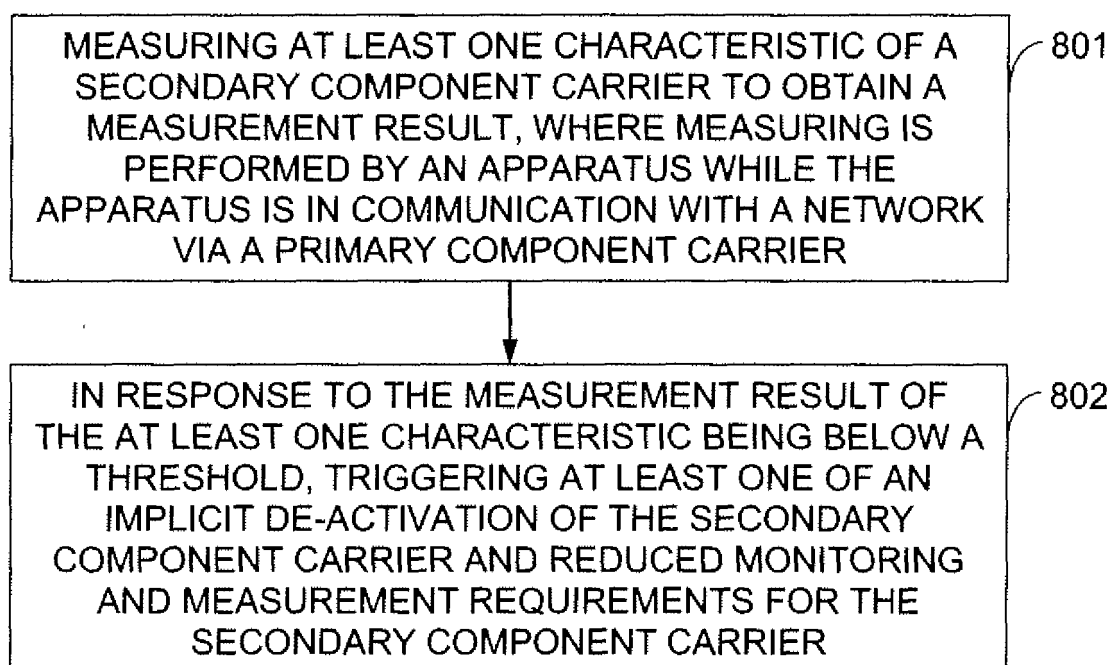 MEASURING AT LEAST ONE CHARACTERISTIC OF A
SECONDARY COMPONENT CARRIER TO OBTAIN A
MEASUREMENT RESULT, WHERE MEASURING IS
PERFORMED BY AN APPARATUS WHILE THE
APPARATUS IS IN COMMUNICATION WITH A NETWORK
VIA A PRIMARY COMPONENT CARRIER
801
IN RESPONSE TO THE MEASUREMENT RESULT OF
THE AT LEAST ONE CHARACTERISTIC BEING BELOW A
THRESHOLD, TRIGGERING AT LEAST ONE OF AN
IMPLICIT DE-ACTIVATION OF THE SECONDARY
COMPONENT CARRIER AND REDUCED MONITORING
AND MEASUREMENT REQUIREMENTS FOR THE
SECONDARY COMPONENT CARRIER
802